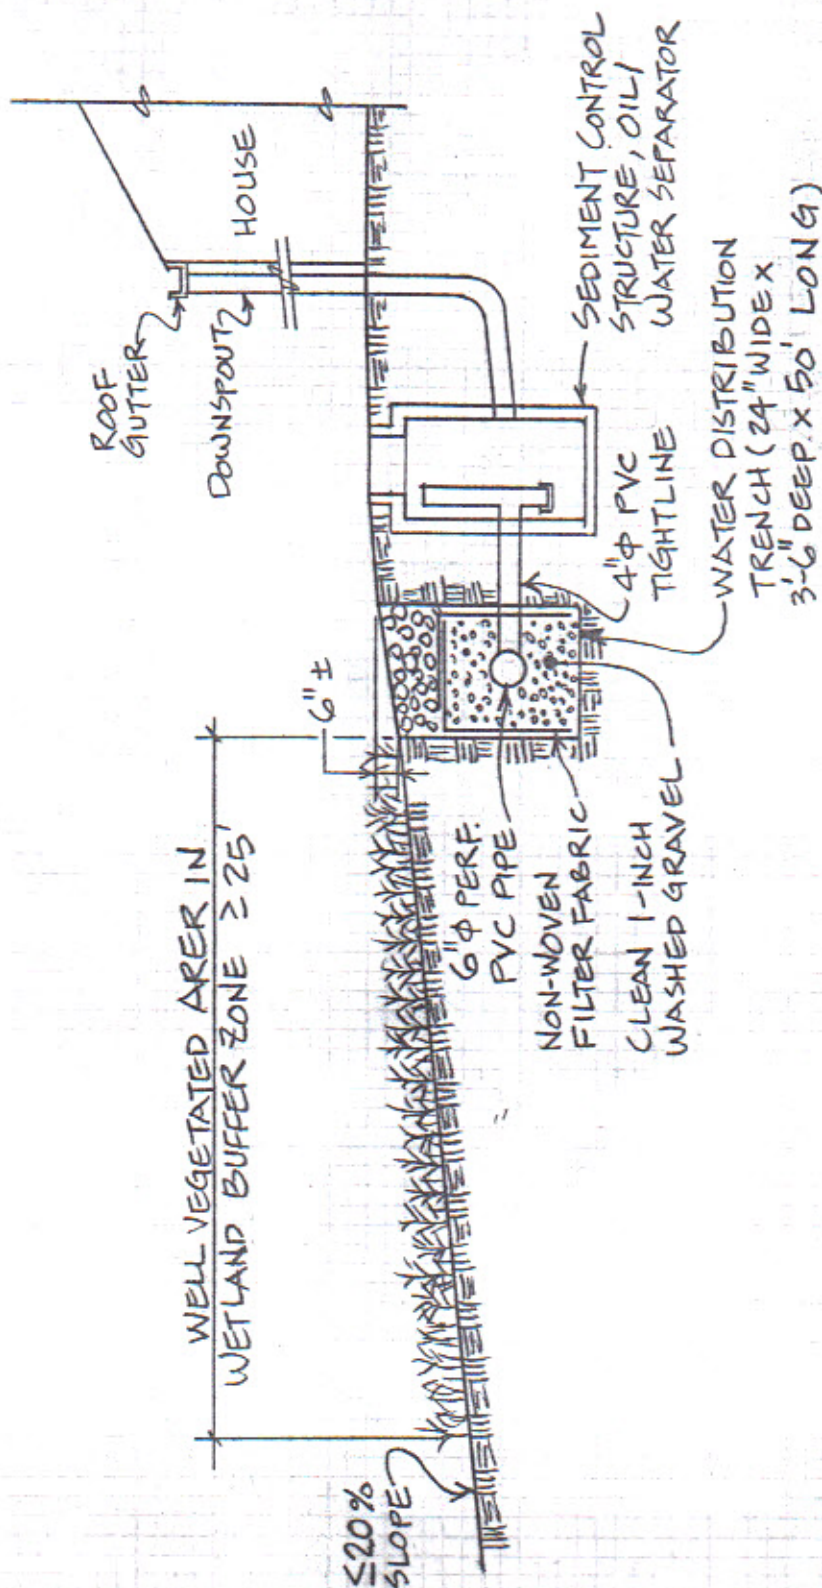 WELL VEGETATED ARER IN
WETLAND BUFFER ZONE ≥ 25'
ROOF
GUTTER
DOWNSPOUT
HOUSE
6"±
≤20%
SLOPE
6"ϕ PERF.
PVC PIPE
NON-WOVEN
FILTER FABRIC
CLEAN 1-INCH
WASHED GRAVEL
4"ϕ PVC
TIGHTLINE
SEDIMENT CONTROL
STRUCTURE, OIL/
WATER SEPARATOR
WATER DISTRIBUTION
TRENCH (24" WIDE X
3'-6" DEEP X 50' LONG)